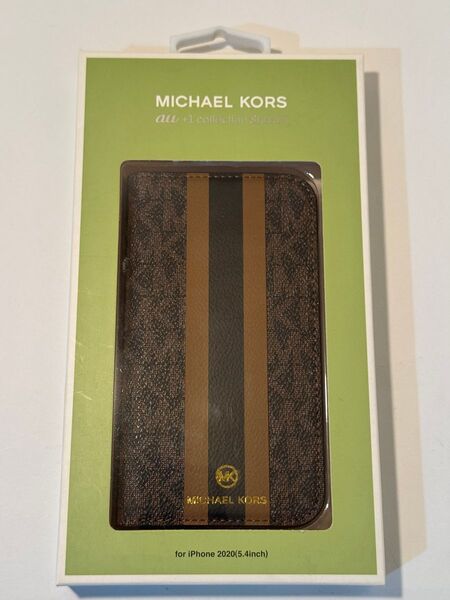 MICHAEL KORS
au +1 collection Select
MK
MICHAEL KORS
for iPhone 2020(5.4inch)